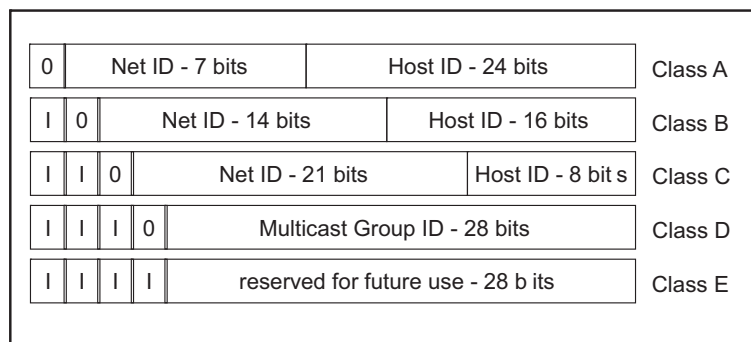 0 Net ID - 7 bits Host ID - 24 bits Class A
I 0 Net ID - 14 bits Host ID - 16 bits Class B
I I 0 Net ID - 21 bits Host ID - 8 bit s Class C
I I I 0 Multicast Group ID - 28 bits Class D
I I I I reserved for future use - 28 b its Class E